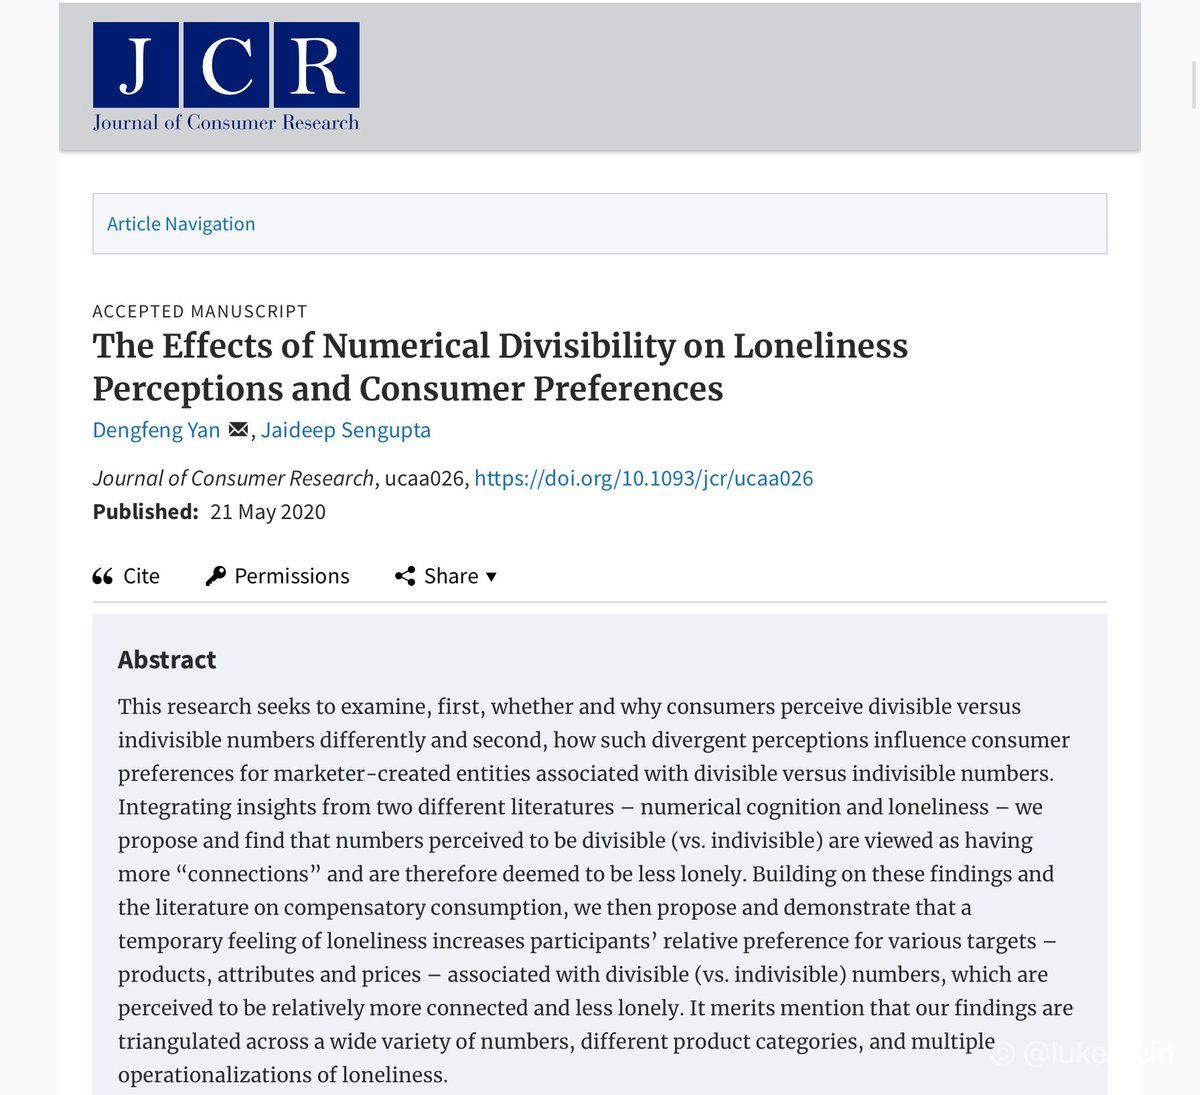 J C R
Journal of Consumer Research
Article Navigation
ACCEPTED MANUSCRIPT
The Effects of Numerical Divisibility on Loneliness
Perceptions and Consumer Preferences
Dengfeng Yan , Jaideep Sengupta
Journal of Consumer Research, ucaa026, https://doi.org/10.1093/jcr/ucaa026
Published: 21 May 2020
Cite Permissions Share ▼
Abstract
This research seeks to examine, first, whether and why consumers perceive divisible versus
indivisible numbers differently and second, how such divergent perceptions influence consumer
preferences for marketer-created entities associated with divisible versus indivisible numbers.
Integrating insights from two different literatures – numerical cognition and loneliness – we
propose and find that numbers perceived to be divisible (vs. indivisible) are viewed as having
more “connections” and are therefore deemed to be less lonely. Building on these findings and
the literature on compensatory consumption, we then propose and demonstrate that a
temporary feeling of loneliness increases participants’ relative preference for various targets –
products, attributes and prices – associated with divisible (vs. indivisible) numbers, which are
perceived to be relatively more connected and less lonely. It merits mention that our findings are
triangulated across a wide variety of numbers, different product categories, and multiple
operationalizations of loneliness.